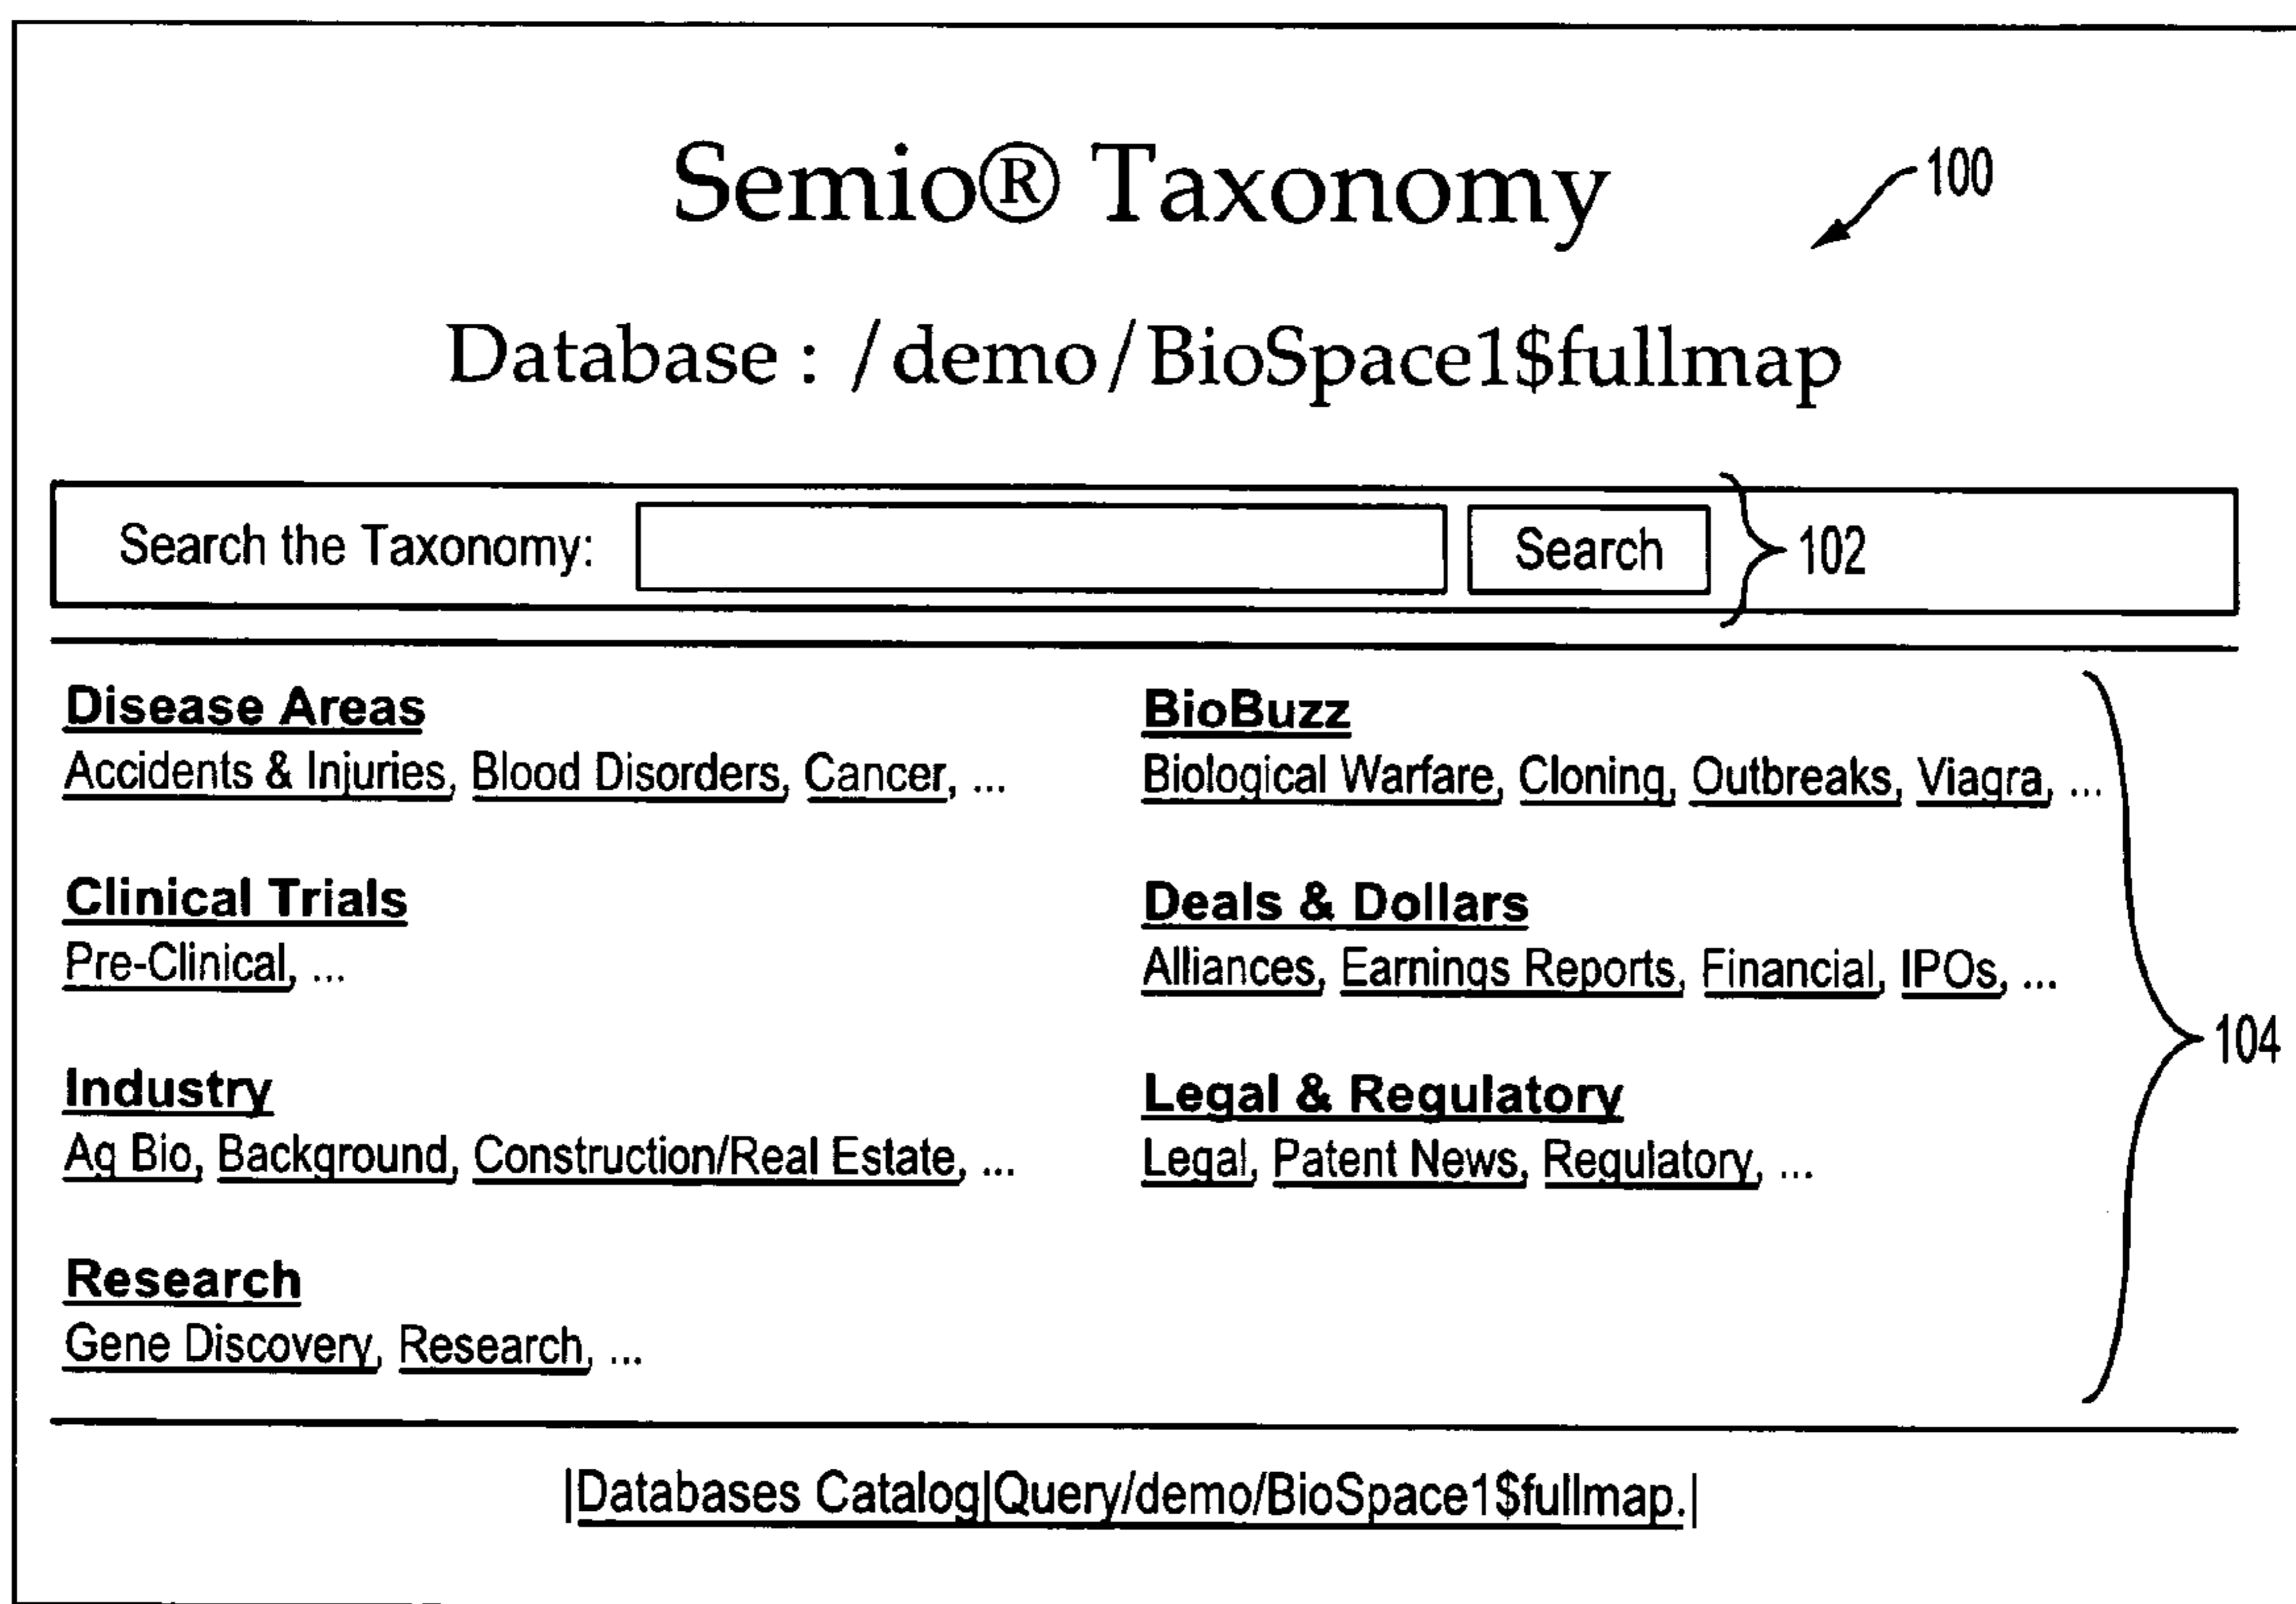 Semio® Taxonomy
100
Database : /demo/BioSpace1$fullmap
Search the Taxonomy:
Search
102
Disease Areas
Accidents & Injuries, Blood Disorders, Cancer, ...
BioBuzz
Biological Warfare, Cloning, Outbreaks, Viagra, ...
Clinical Trials
Pre-Clinical, ...
Deals & Dollars
Alliances, Earnings Reports, Financial, IPOs, ...
104
Industry
Ag Bio, Background, Construction/Real Estate, ...
Legal & Regulatory
Legal, Patent News, Regulatory, ...
Research
Gene Discovery, Research, ...
|Databases Catalog|Query/demo/BioSpace1$fullmap.|